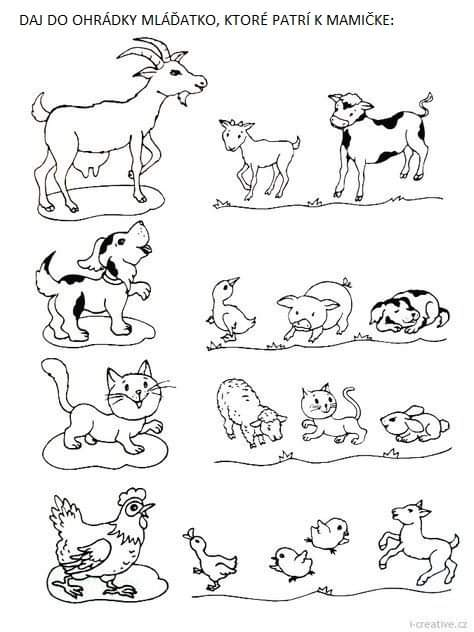 DAJ DO OHRÁDKY MLÁĎATKO, KTORÉ PATRÍ K MAMIČKE:
i-creative.cz